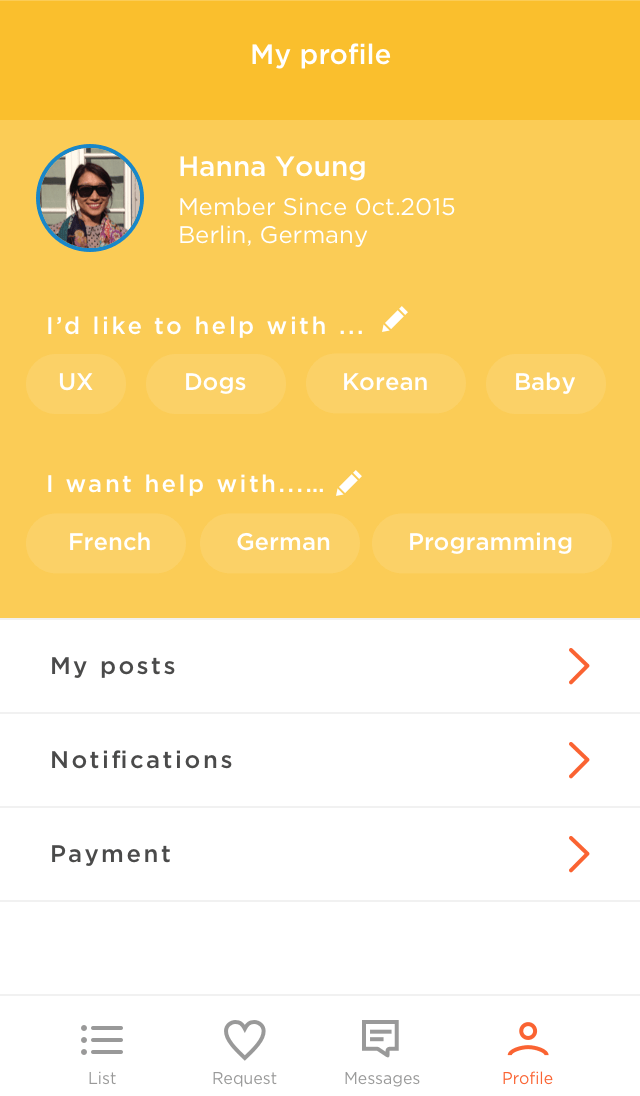 My profile
Hanna Young
Member Since 0ct.2015
Berlin, Germany
I’d like to help with ...
UX Dogs Korean Baby
I want help with...…
French German Programming
My posts
Notifications
Payment
List Request Messages Profile